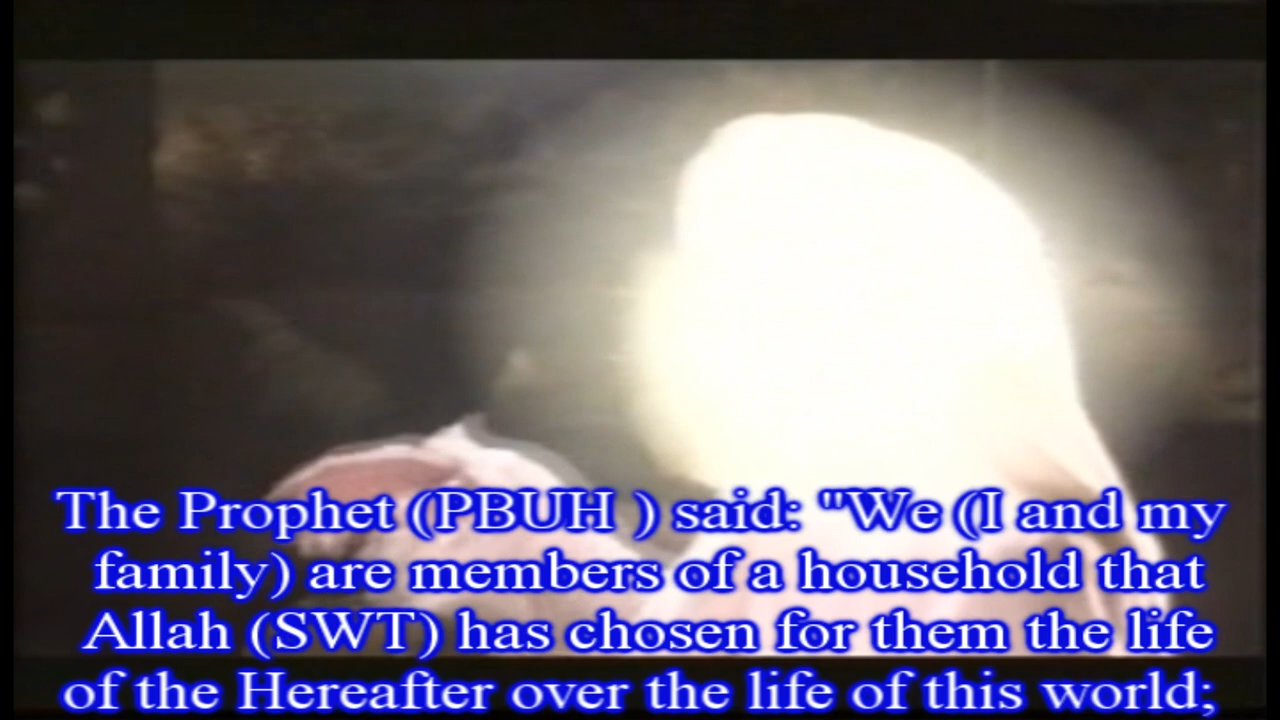 The Prophet (PBUH ) said: "We (I and my
family) are members of a household that
Allah (SWT) has chosen for them the life
of the Hereafter over the life of this world;